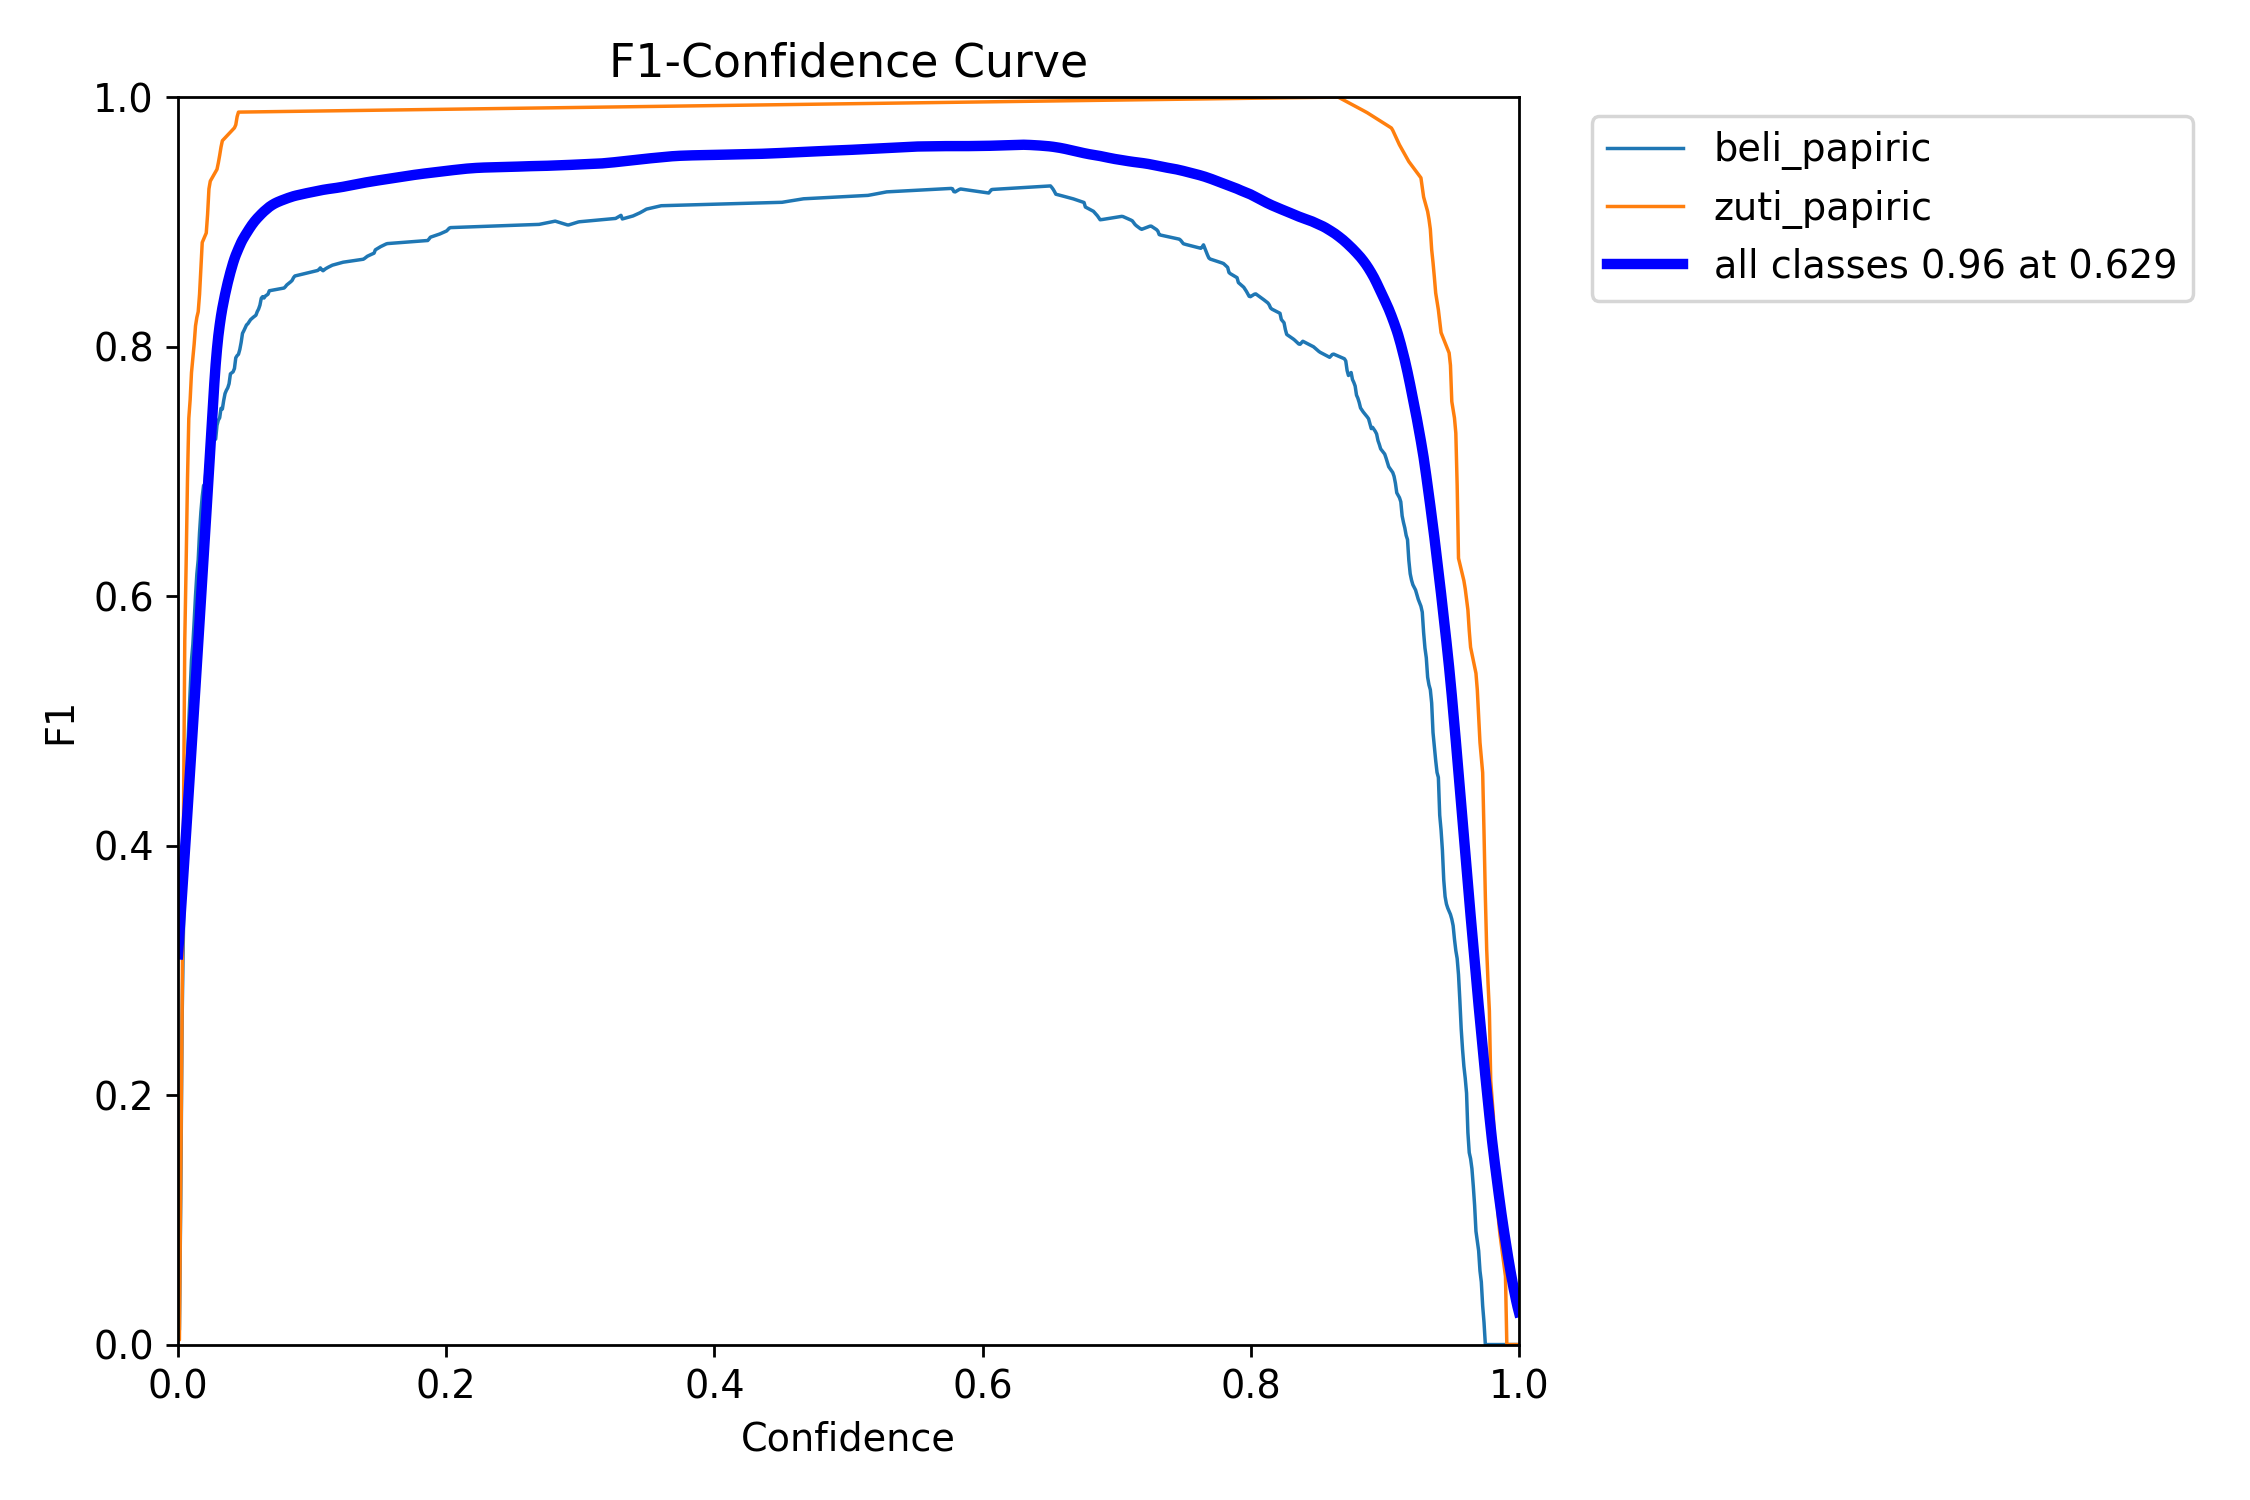 F1-Confidence Curve
beli_papiric
zuti_papiric
all classes 0.96 at 0.629
1.0
0.8
0.6
0.4
0.2
0.0
F1
0.0 0.2 0.4 0.6 0.8 1.0
Confidence